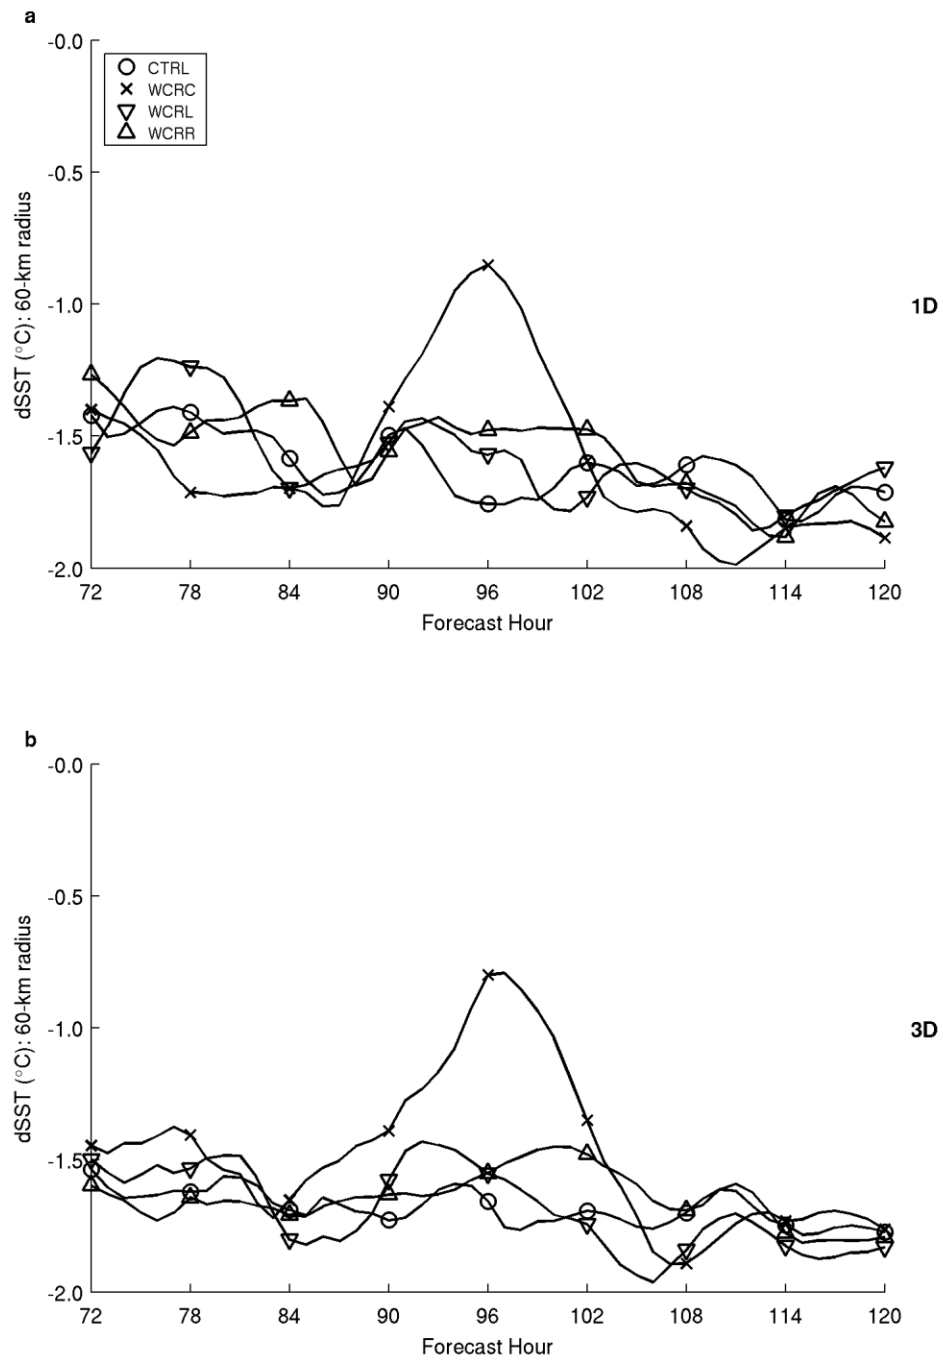 a
-0.0
CTRL
WCRC
WCRL
WCRR
-0.5
-1.0
-1.5
-2.0
dSST (°C): 60-km radius
1D
72 78 84 90 96 102 108 114 120
Forecast Hour
b
-0.0
-0.5
-1.0
-1.5
-2.0
dSST (°C): 60-km radius
3D
72 78 84 90 96 102 108 114 120
Forecast Hour